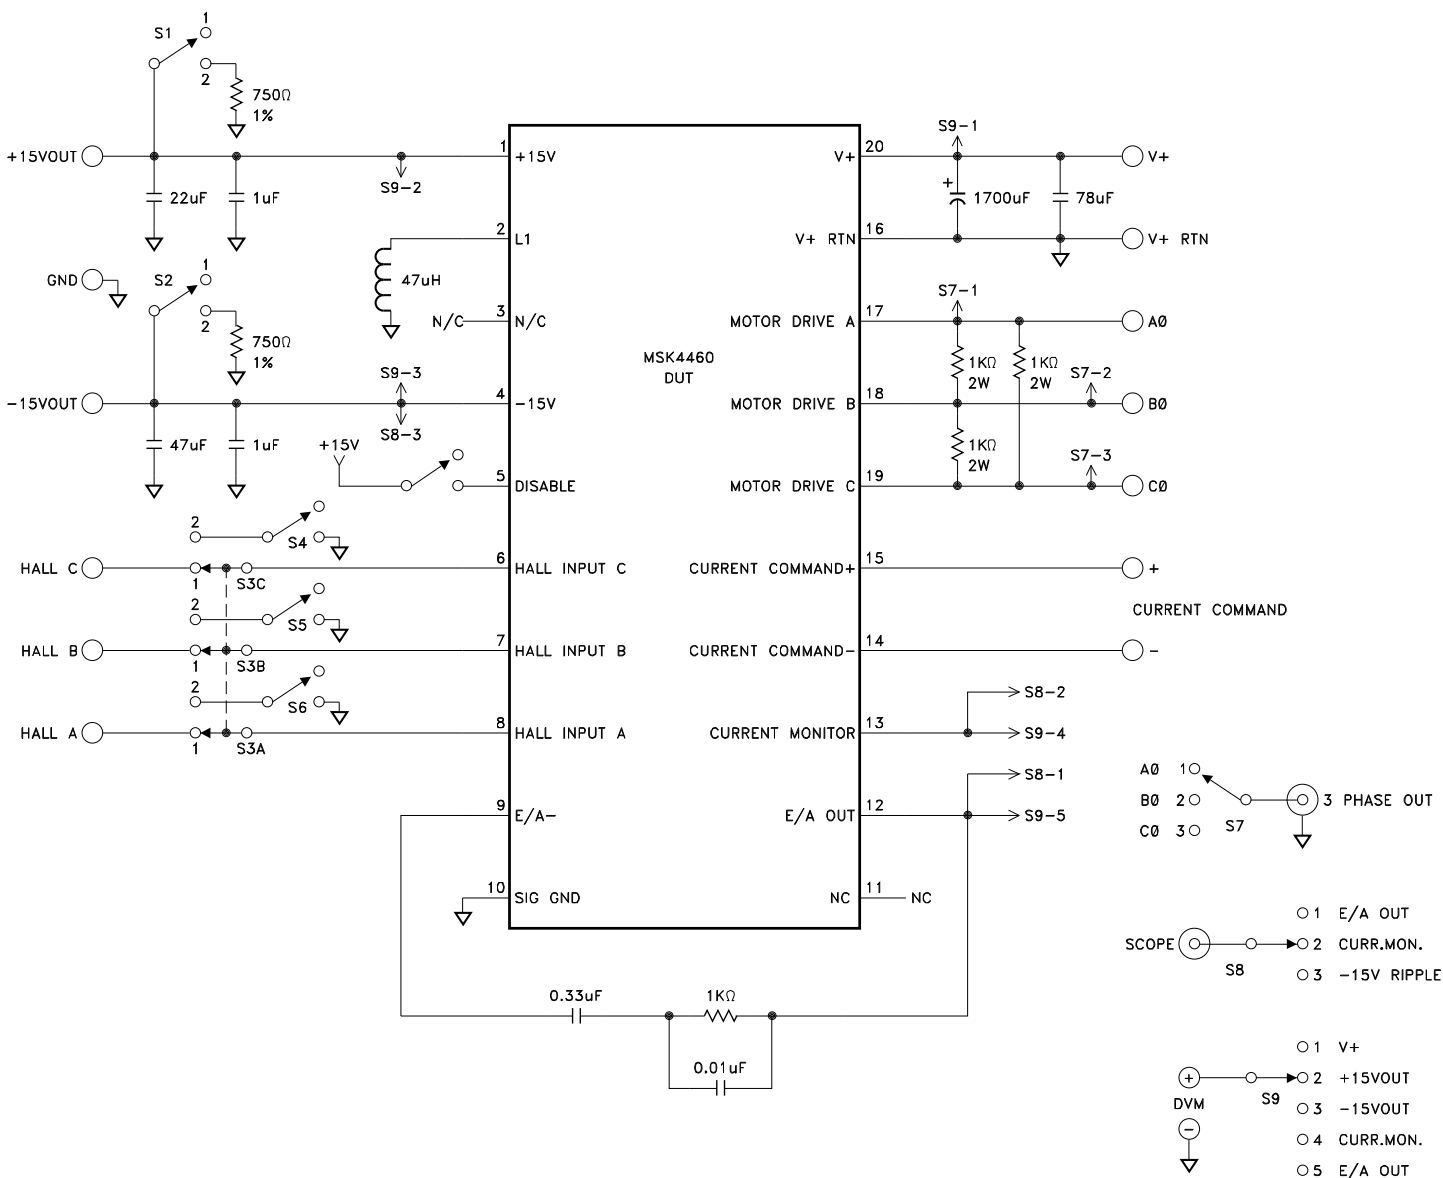 S1
1
2
750Ω
1%
+15VOUT
22uF
1uF
S9-2
1
+15V
GND
S2
1
2
750Ω
1%
47uH
2
L1
N/C
3
N/C
-15VOUT
47uF
1uF
S9-3
S8-3
4
-15V
+15V
5
DISABLE
2
S4
HALL C
1
S3C
6
HALL INPUT C
2
S5
HALL B
1
S3B
7
HALL INPUT B
2
S6
HALL A
1
S3A
8
HALL INPUT A
9
E/A-
10
SIG GND
MSK4460
DUT
V+
20
S9-1
V+
+
1700uF
78uF
V+ RTN
16
V+ RTN
MOTOR DRIVE A
17
S7-1
AØ
1KΩ
2W
1KΩ
2W
S7-2
MOTOR DRIVE B
18
BØ
1KΩ
2W
S7-3
MOTOR DRIVE C
19
CØ
CURRENT COMMAND+
15
+
CURRENT COMMAND
CURRENT COMMAND-
14
-
S8-2
CURRENT MONITOR
13
S9-4
S8-1
E/A OUT
12
S9-5
NC
11
NC
0.33uF
1KΩ
0.01uF
AØ 1
BØ 2
CØ 3
S7
3 PHASE OUT
SCOPE
S8
1 E/A OUT
2 CURR.MON.
3 -15V RIPPLE
+
DVM
-
S9
1 V+
2 +15VOUT
3 -15VOUT
4 CURR.MON.
5 E/A OUT